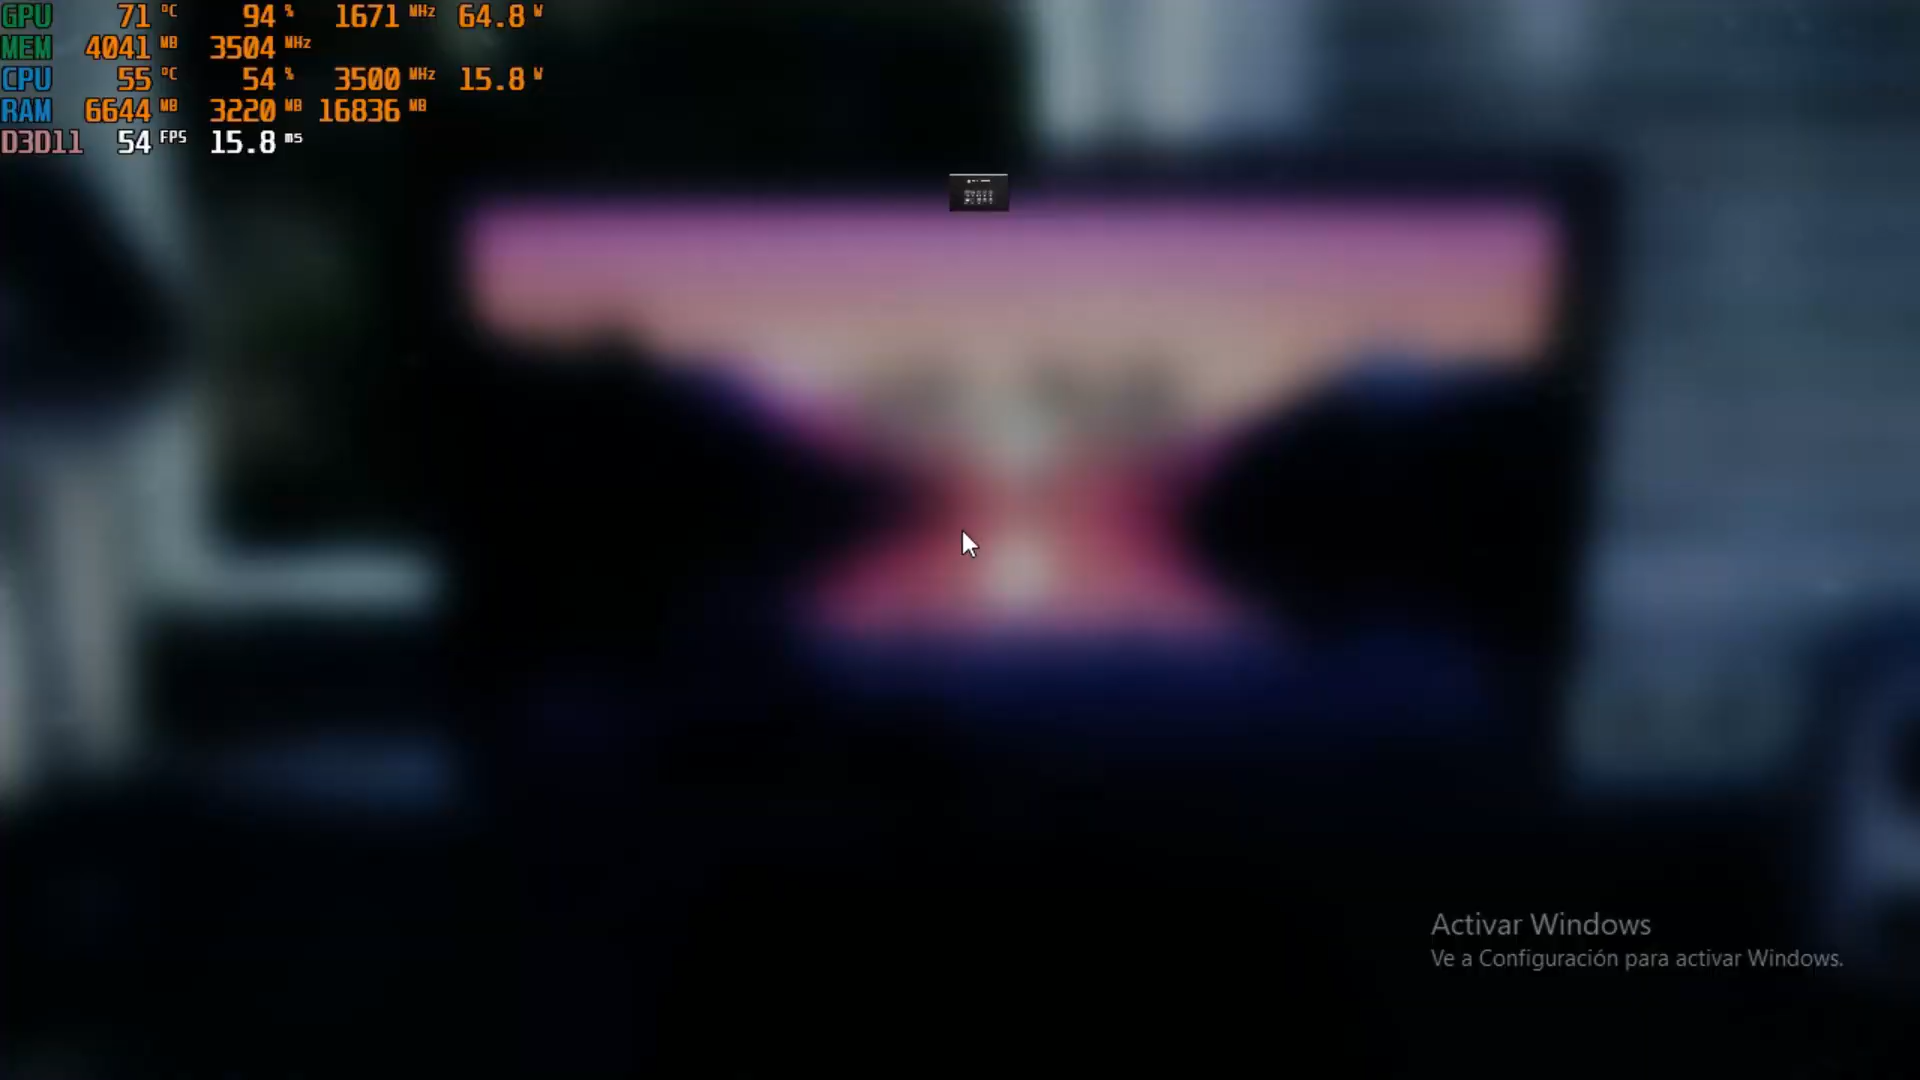 GPU 71 °C 94 % 1671 MHz 64.8 W
MEM 4041 MB 3504 MHz
CPU 55 °C 54 % 3500 MHz 15.8 W
RAM 6644 MB 3220 MB 16836 MB
D3D11 54 FPS 15.8 ms
Activar Windows
Ve a Configuración para activar Windows.